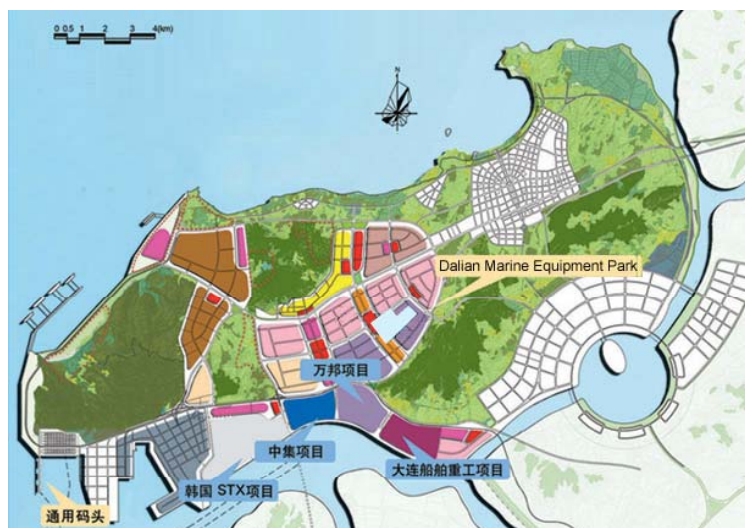 0 0.5 1 2 3 4(km)
N
Dalian Marine Equipment Park
万邦项目
中集项目
大连船舶重工项目
韩国 STX项目
通用码头